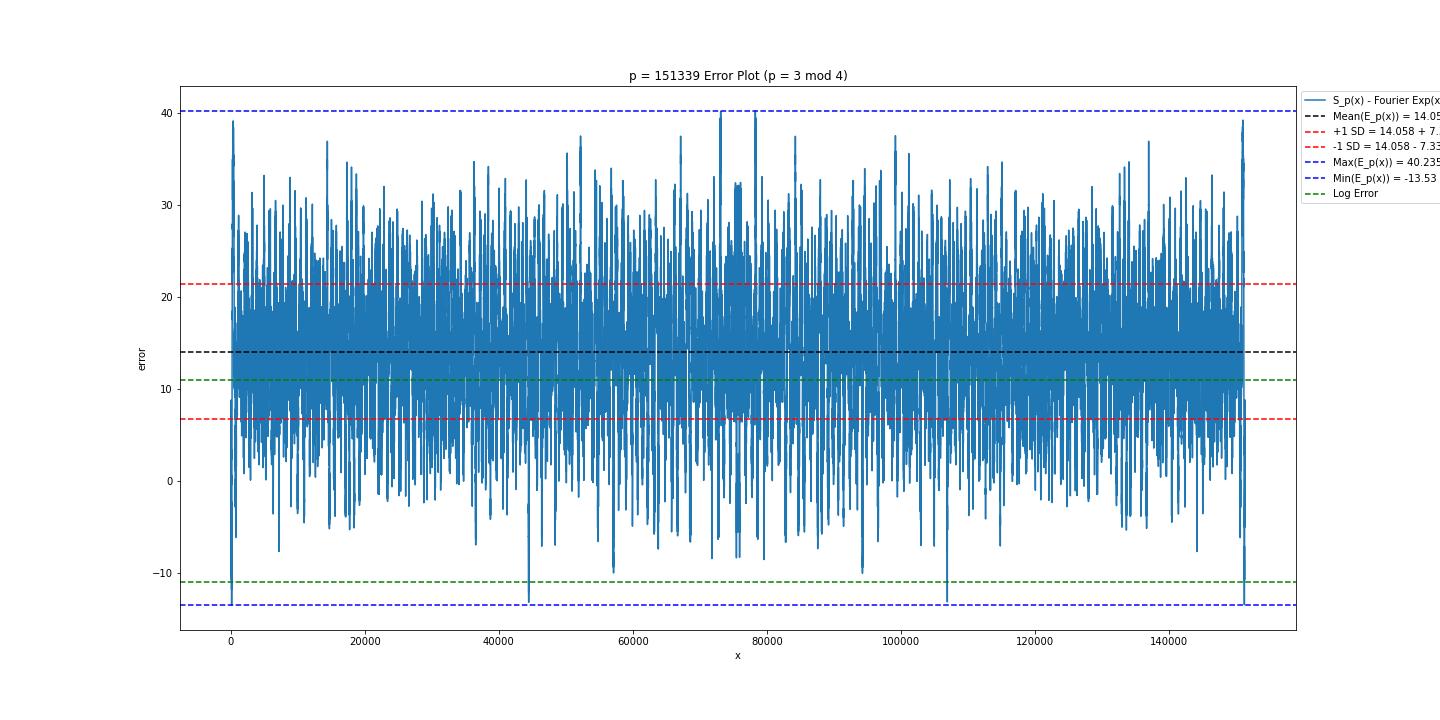 p = 151339 Error Plot (p = 3 mod 4)
40
30
20
10
0
−10
error
0 20000 40000 60000 80000 100000 120000 140000
x
S_p(x) - Fourier Exp(x
Mean(E_p(x)) = 14.05
+1 SD = 14.058 + 7.
-1 SD = 14.058 - 7.33
Max(E_p(x)) = 40.235
Min(E_p(x)) = -13.53
Log Error